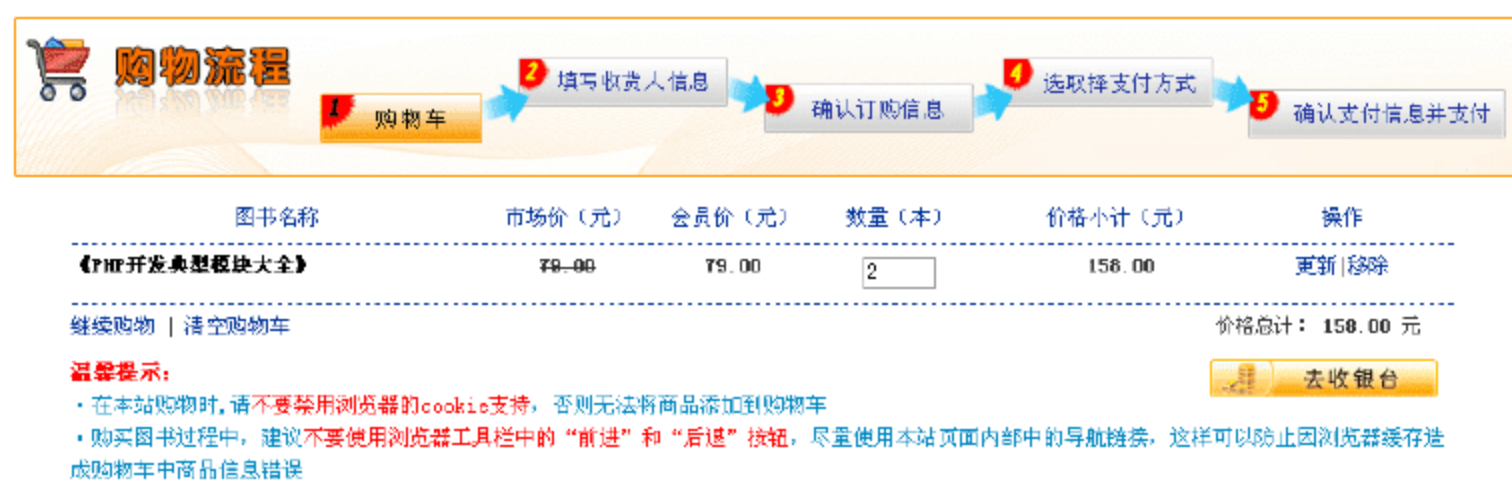 购物流程
1 购物车
2 填写收货人信息
3 确认订购信息
4 选取择支付方式
5 确认支付信息并支付
图书名称 市场价（元） 会员价（元） 数量（本） 价格小计（元） 操作
《PHP开发典型模块大全》 79.00 79.00 2 158.00 更新|移除
继续购物 | 清空购物车 价格总计： 158.00 元
温馨提示：
去收银台
·在本站购物时,请不要禁用浏览器的cookie支持，否则无法将商品添加到购物车
·购买图书过程中，建议不要使用浏览器工具栏中的“前进”和“后退”按钮，尽量使用本站页面内部中的导航链接，这样可以防止因浏览器缓存造
成购物车中商品信息错误